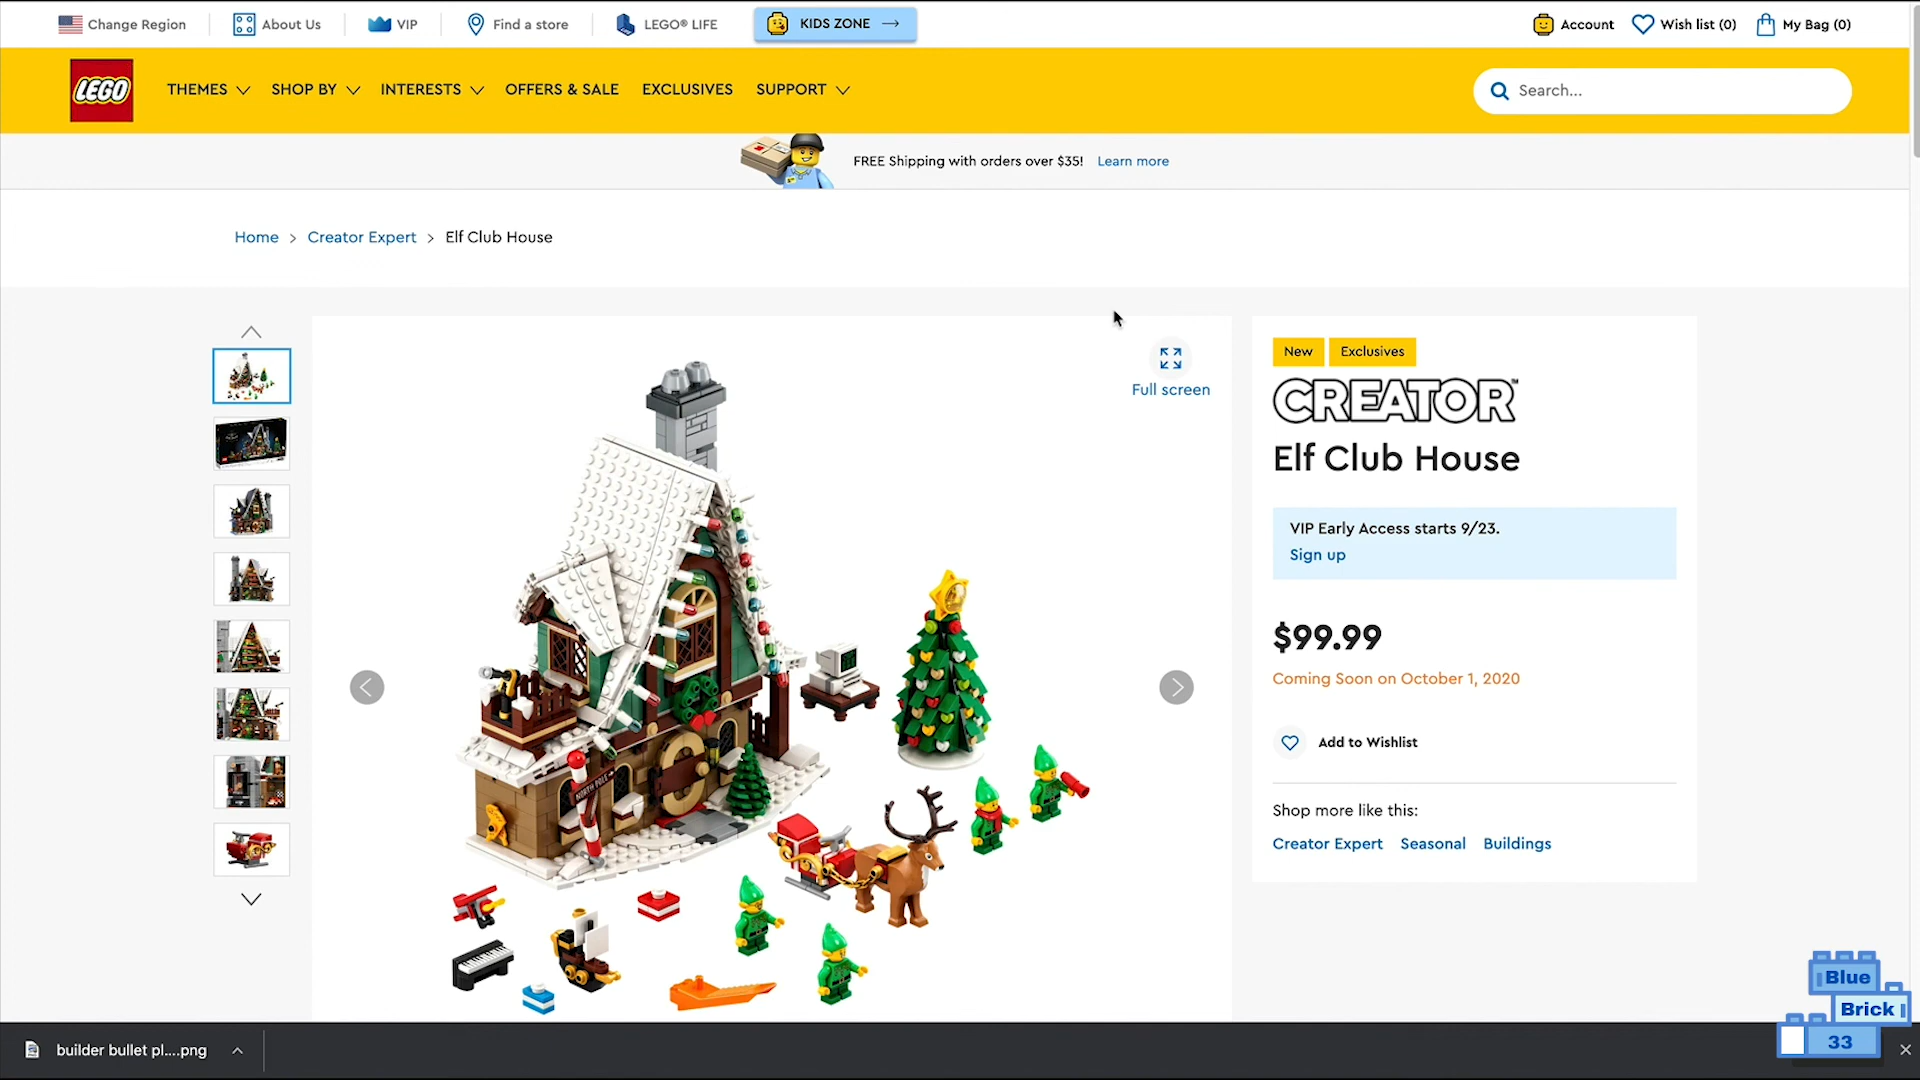 Change Region
About Us
VIP
Find a store
LEGO® LIFE
KIDS ZONE
Account
Wish list (0)
My Bag (0)
LEGO
THEMES
SHOP BY
INTERESTS
OFFERS & SALE
EXCLUSIVES
SUPPORT
Search...
FREE Shipping with orders over $35! Learn more
Home > Creator Expert > Elf Club House
Full screen
New
Exclusives
CREATOR™
Elf Club House
VIP Early Access starts 9/23.
Sign up
$99.99
Coming Soon on October 1, 2020
Add to Wishlist
Shop more like this:
Creator Expert
Seasonal
Buildings
NORTH POLE
Blue
Brick
33
builder bullet pl....png